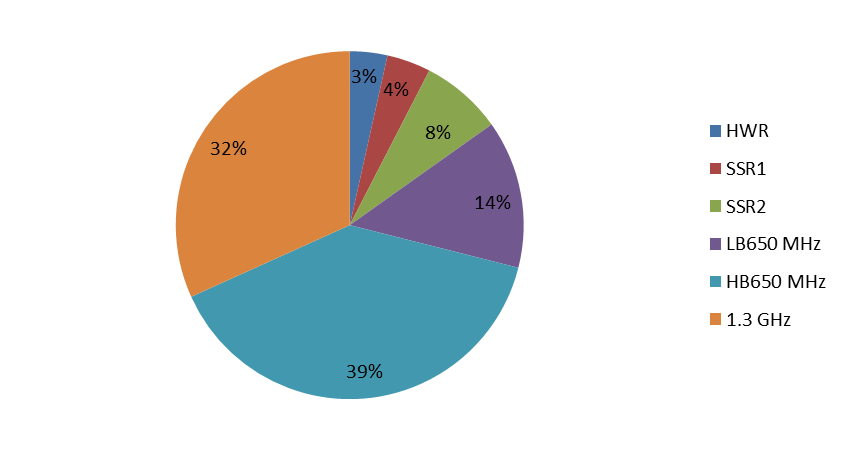 3%
4%
8%
14%
39%
32%
HWR
SSR1
SSR2
LB650 MHz
HB650 MHz
1.3 GHz